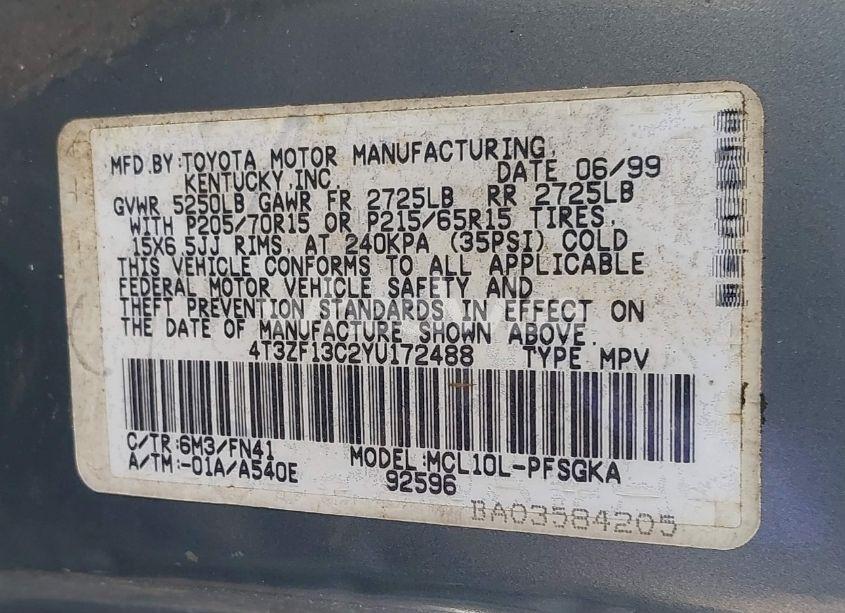 MFD.BY:TOYOTA MOTOR MANUFACTURING,
KENTUCKY,INC. DATE 06/99
GVWR 5250LB GAWR FR 2725LB RR 2725LB
WITH P205/70R15 OR P215/65R15 TIRES,
15X6.5JJ RIMS, AT 240KPA (35PSI) COLD
THIS VEHICLE CONFORMS TO ALL APPLICABLE
FEDERAL MOTOR VEHICLE SAFETY AND
THEFT PREVENTION STANDARDS IN EFFECT ON
THE DATE OF MANUFACTURE SHOWN ABOVE.
4T3ZF13C2YU172488 TYPE MPV
C/TR:6M3/FN41
A/TM:-01A/A540E
MODEL:MCL10L-PFSGKA
92596
BA03584205